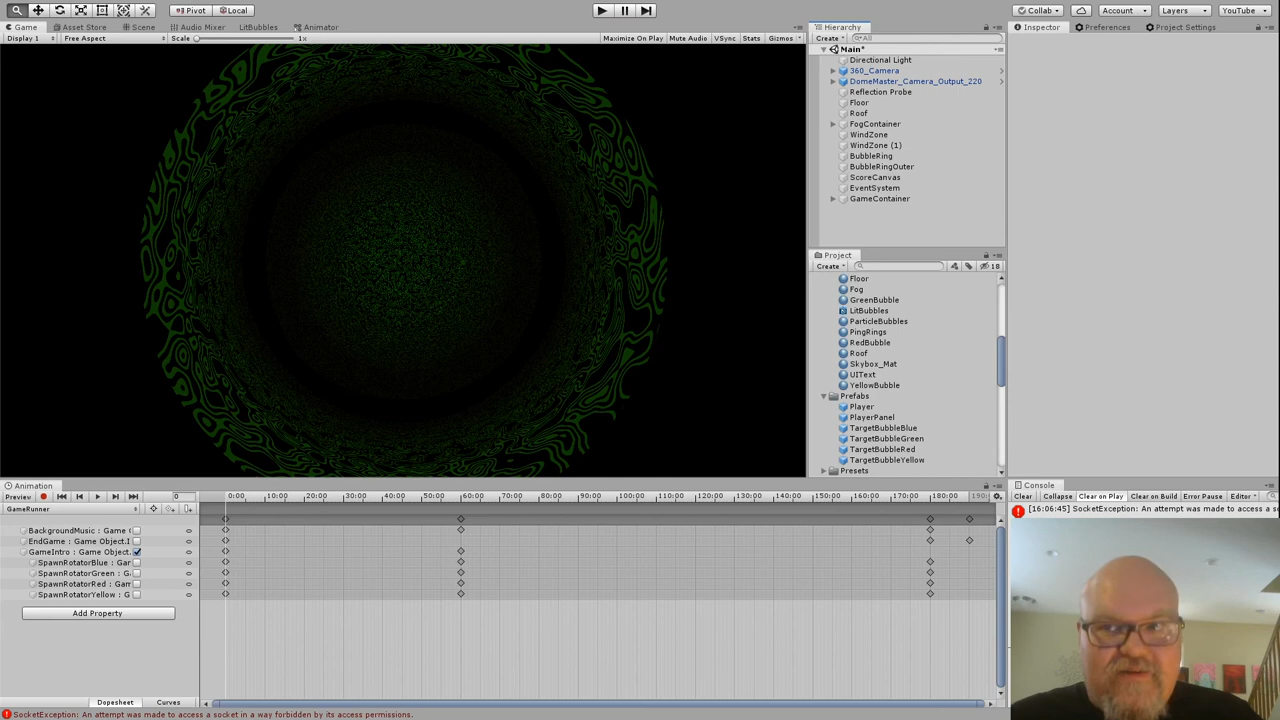 Pivot Local Collab Account Layers YouTube
Game Asset Store Scene Audio Mixer LitBubbles Animator Hierarchy Inspector Preferences Project Settings
Display 1 Free Aspect Scale 1x Maximize On Play Mute Audio VSync Stats Gizmos Create All
Main*
Directional Light
360_Camera
DomeMaster_Camera_Output_220
Reflection Probe
Floor
Roof
FogContainer
WindZone
WindZone (1)
BubbleRing
BubbleRingOuter
ScoreCanvas
EventSystem
GameContainer
Project
Create 18
Floor
Fog
GreenBubble
LitBubbles
ParticleBubbles
PingRings
RedBubble
Roof
Skybox_Mat
UIText
YellowBubble
Prefabs
Player
PlayerPanel
TargetBubbleBlue
TargetBubbleGreen
TargetBubbleRed
TargetBubbleYellow
Presets
Animation Console
Preview 0 0:00 10:00 20:00 30:00 40:00 50:00 60:00 70:00 80:00 90:00 100:00 110:00 120:00 130:00 140:00 150:00 160:00 170:00 180:00 190: Clear Collapse Clear on Play Clear on Build Error Pause Editor
GameRunner [16:06:45] SocketException: An attempt was made to access a so
BackgroundMusic : Game
EndGame : Game Object.I
GameIntro : Game Object.
SpawnRotatorBlue : Gam
SpawnRotatorGreen : G
SpawnRotatorRed : Gam
SpawnRotatorYellow : G
Add Property
Dopesheet Curves
SocketException: An attempt was made to access a socket in a way forbidden by its access permissions.